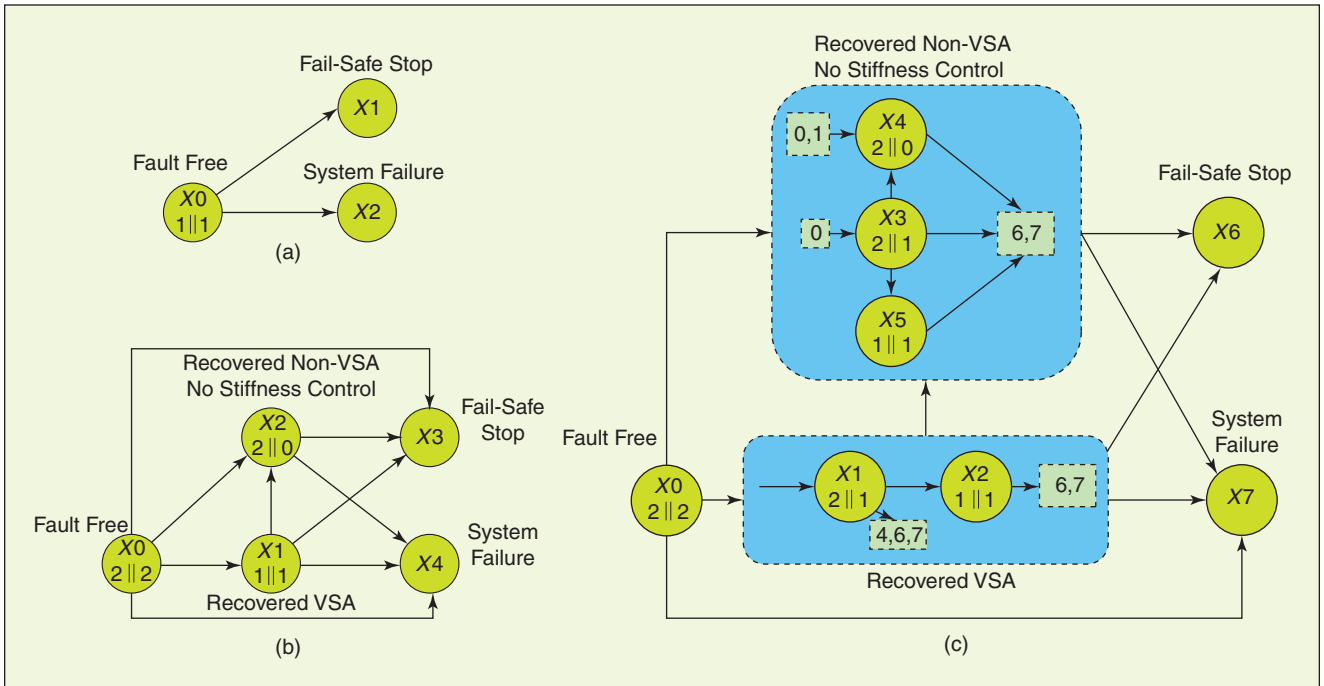 Fail-Safe Stop
X1
Fault Free
System Failure
X0
1||1
X2
(a)
Recovered Non-VSA
No Stiffness Control
X2
2||0
Fail-Safe
Stop
X3
Fault Free
X0
2||2
X1
1||1
System
Failure
X4
Recovered VSA
(b)
Recovered Non-VSA
No Stiffness Control
0,1
X4
2||0
0
X3
2||1
6,7
X5
1||1
Fail-Safe Stop
X6
Fault Free
X0
2||2
X1
2||1
X2
1||1
6,7
4,6,7
Recovered VSA
System
Failure
X7
(c)